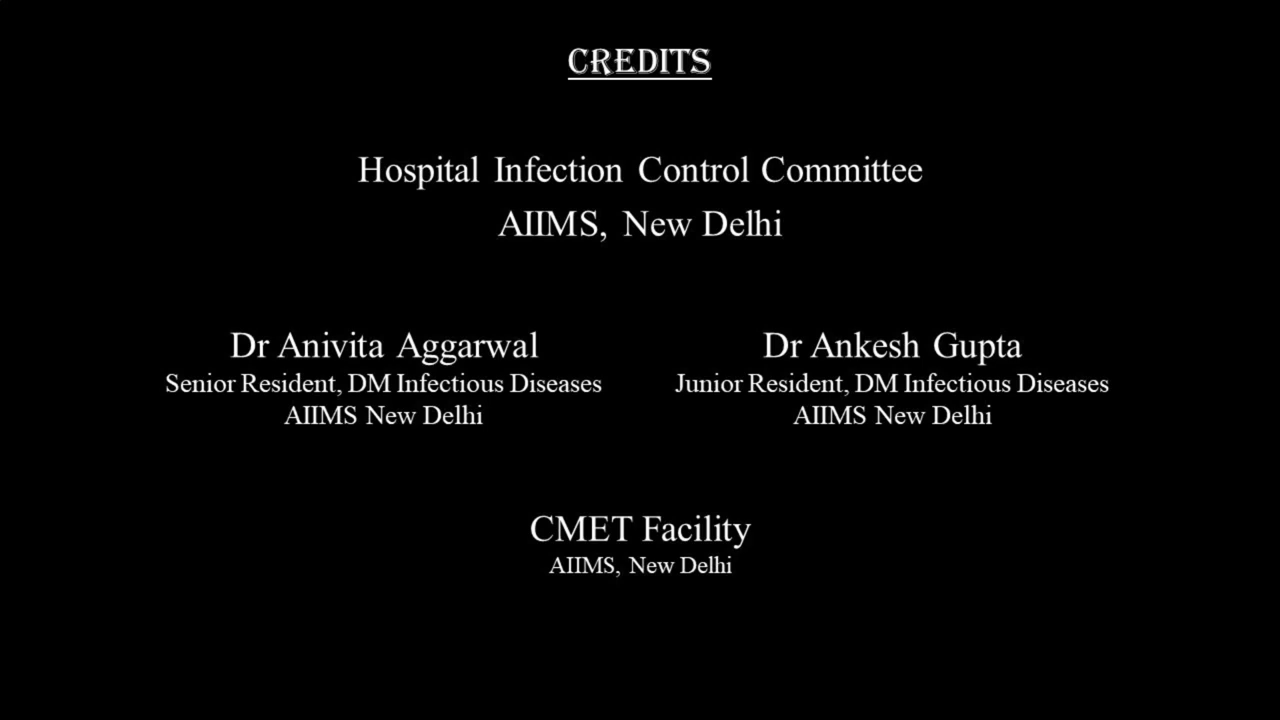 CREDITS
Hospital Infection Control Committee
AIIMS, New Delhi
Dr Anivita Aggarwal
Senior Resident, DM Infectious Diseases
AIIMS New Delhi
Dr Ankesh Gupta
Junior Resident, DM Infectious Diseases
AIIMS New Delhi
CMET Facility
AIIMS, New Delhi